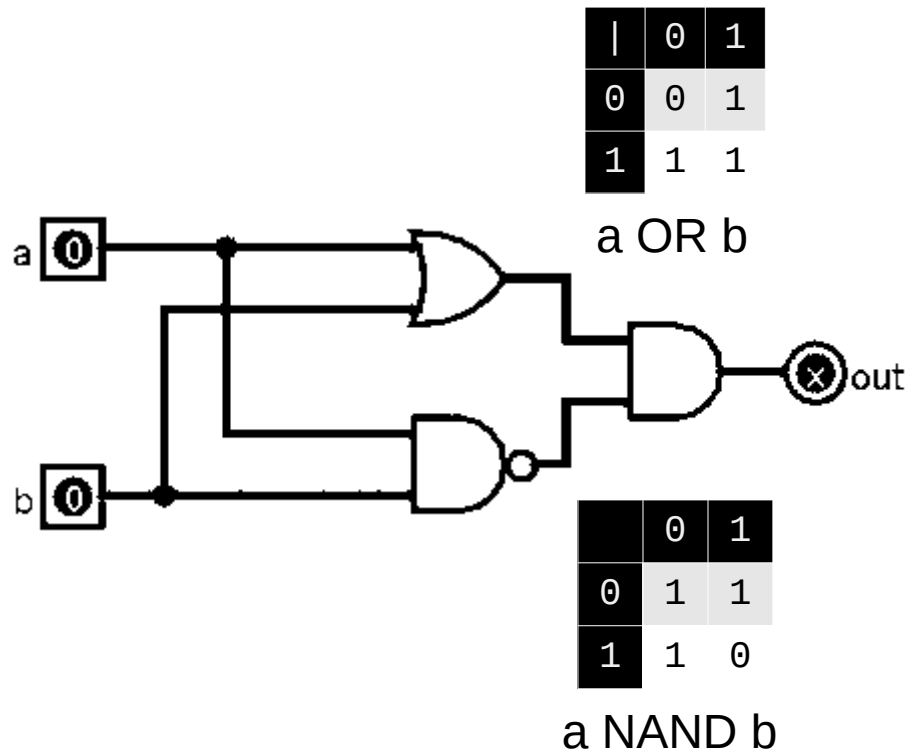 | 0 1
0 0 1
1 1 1
a OR b
a 0
x out
b 0
0 1
0 1 1
1 1 0
a NAND b